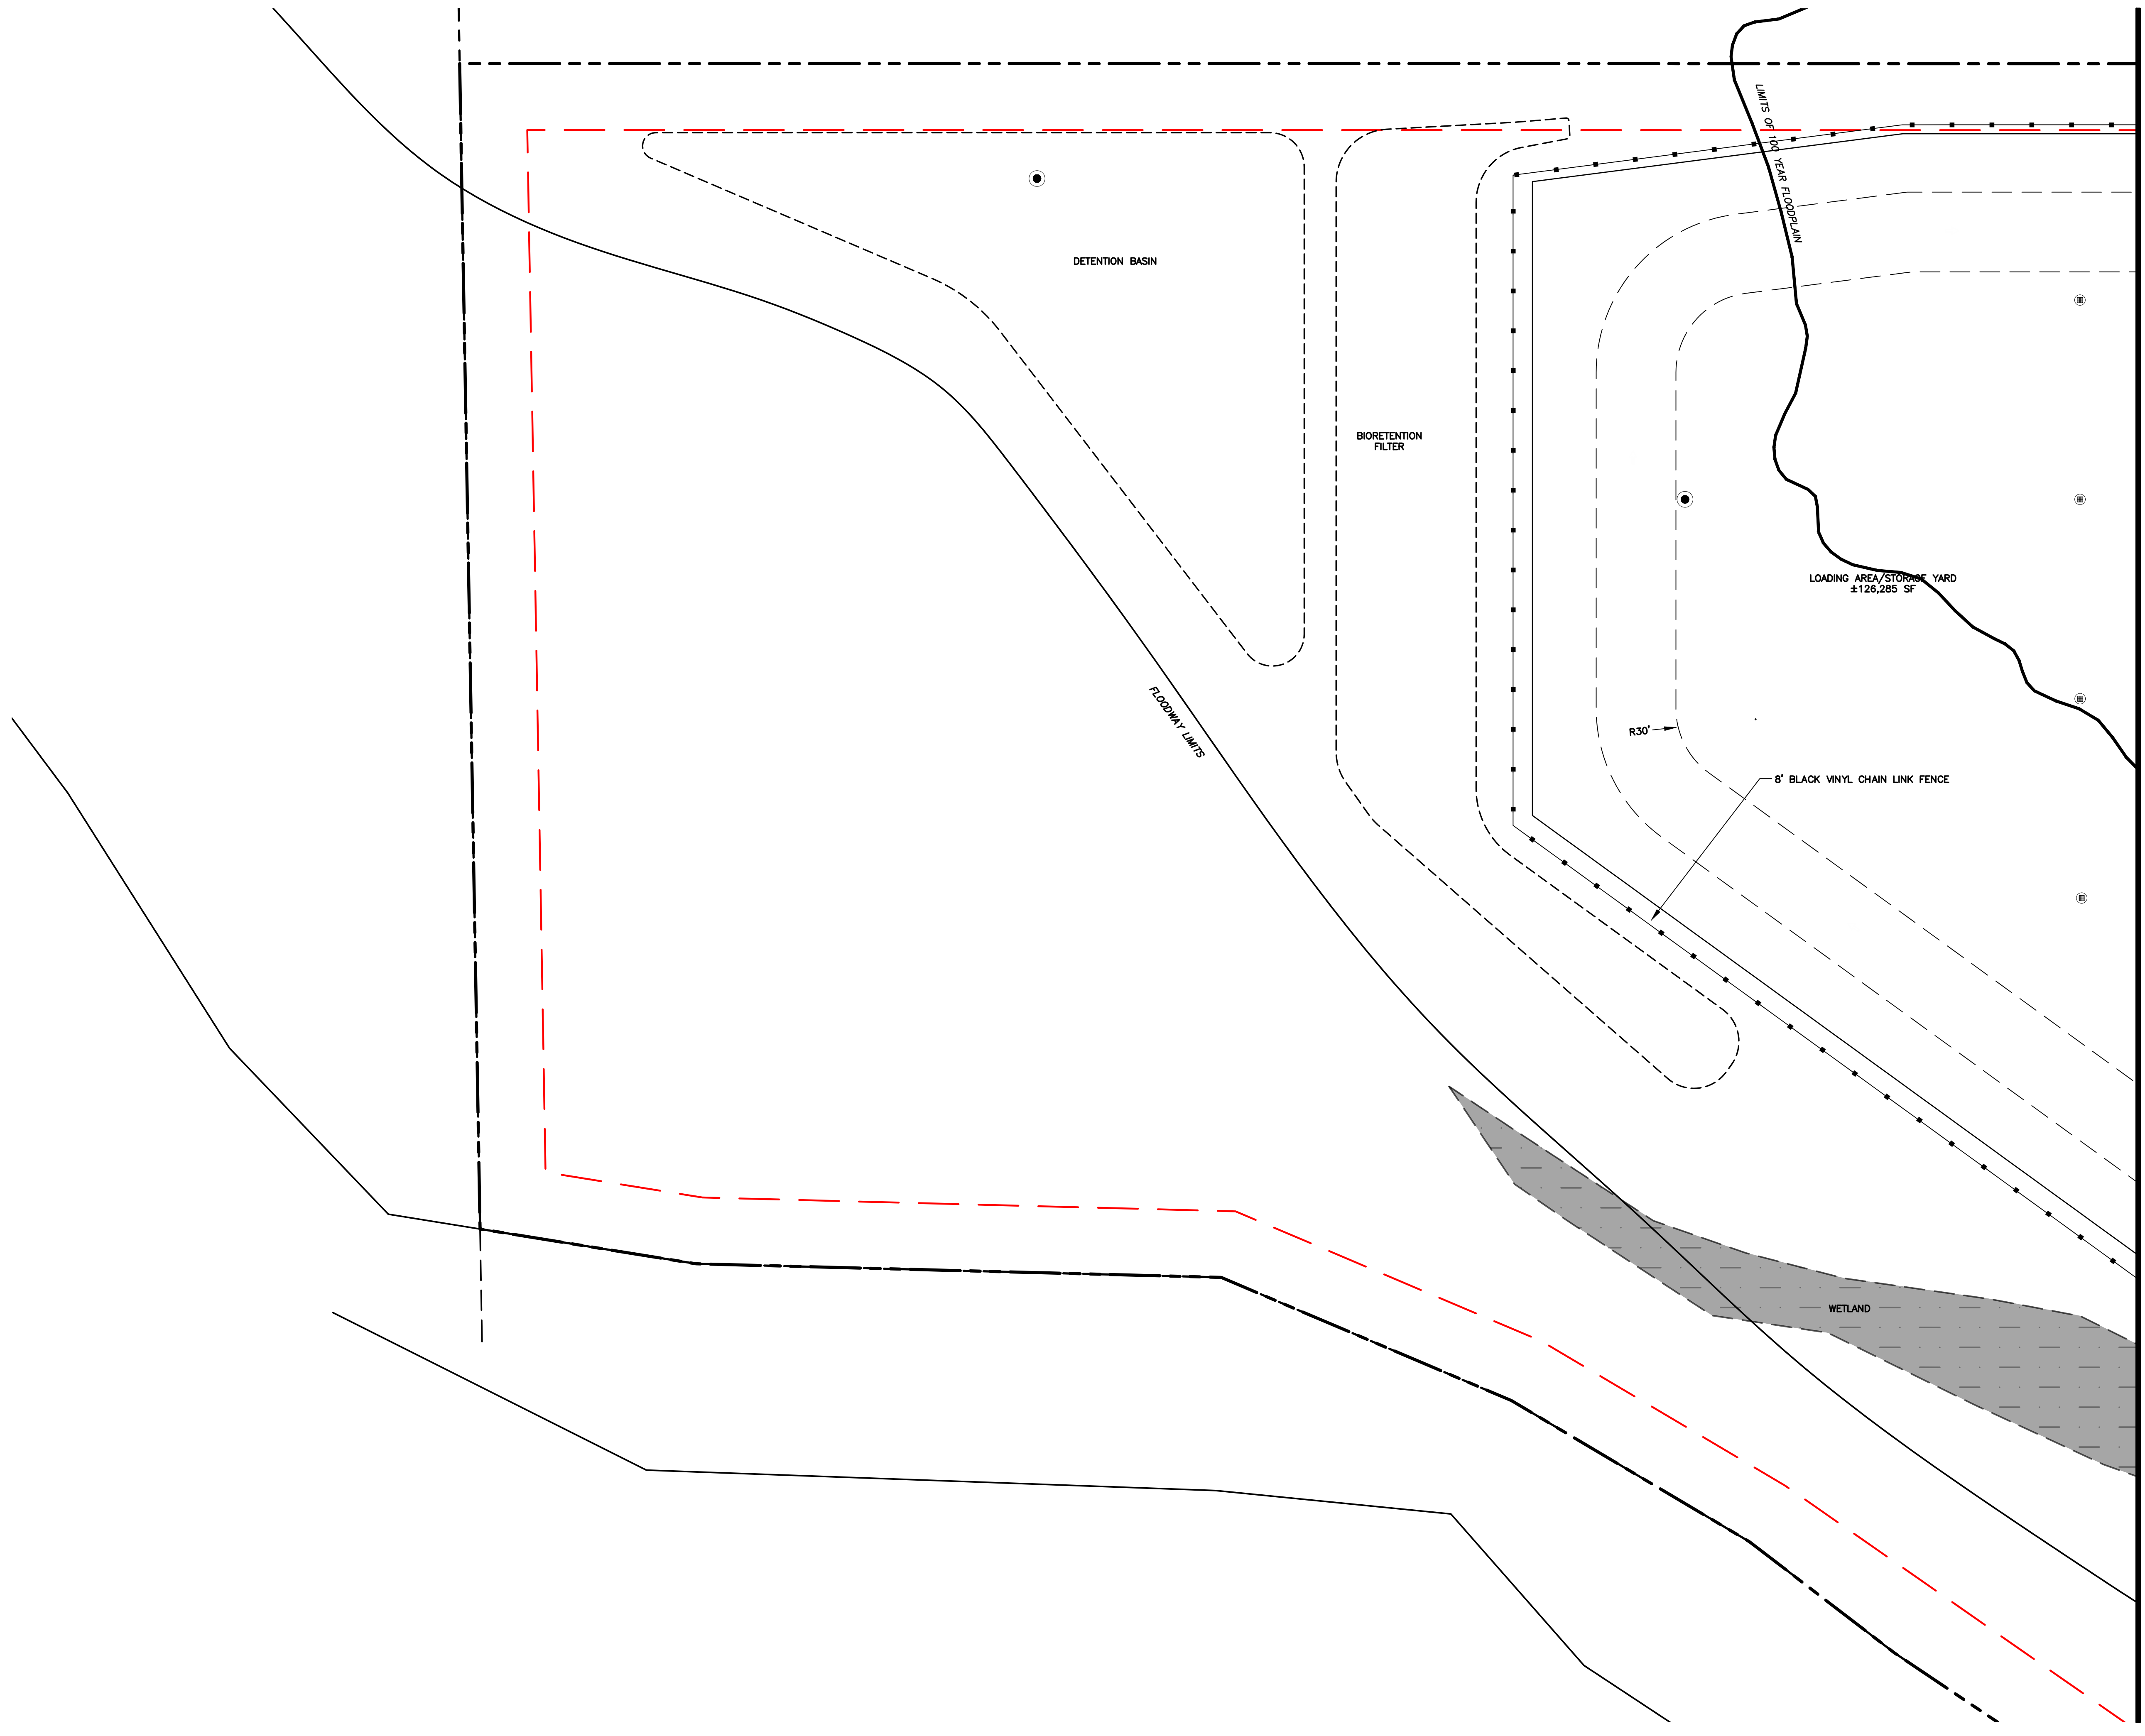 LIMITS OF 100 YEAR FLOODPLAIN
DETENTION BASIN
BIORETENTION
FILTER
LOADING AREA/STORAGE YARD
±126,285 SF
FLOODWAY LIMITS
R30'
8' BLACK VINYL CHAIN LINK FENCE
WETLAND